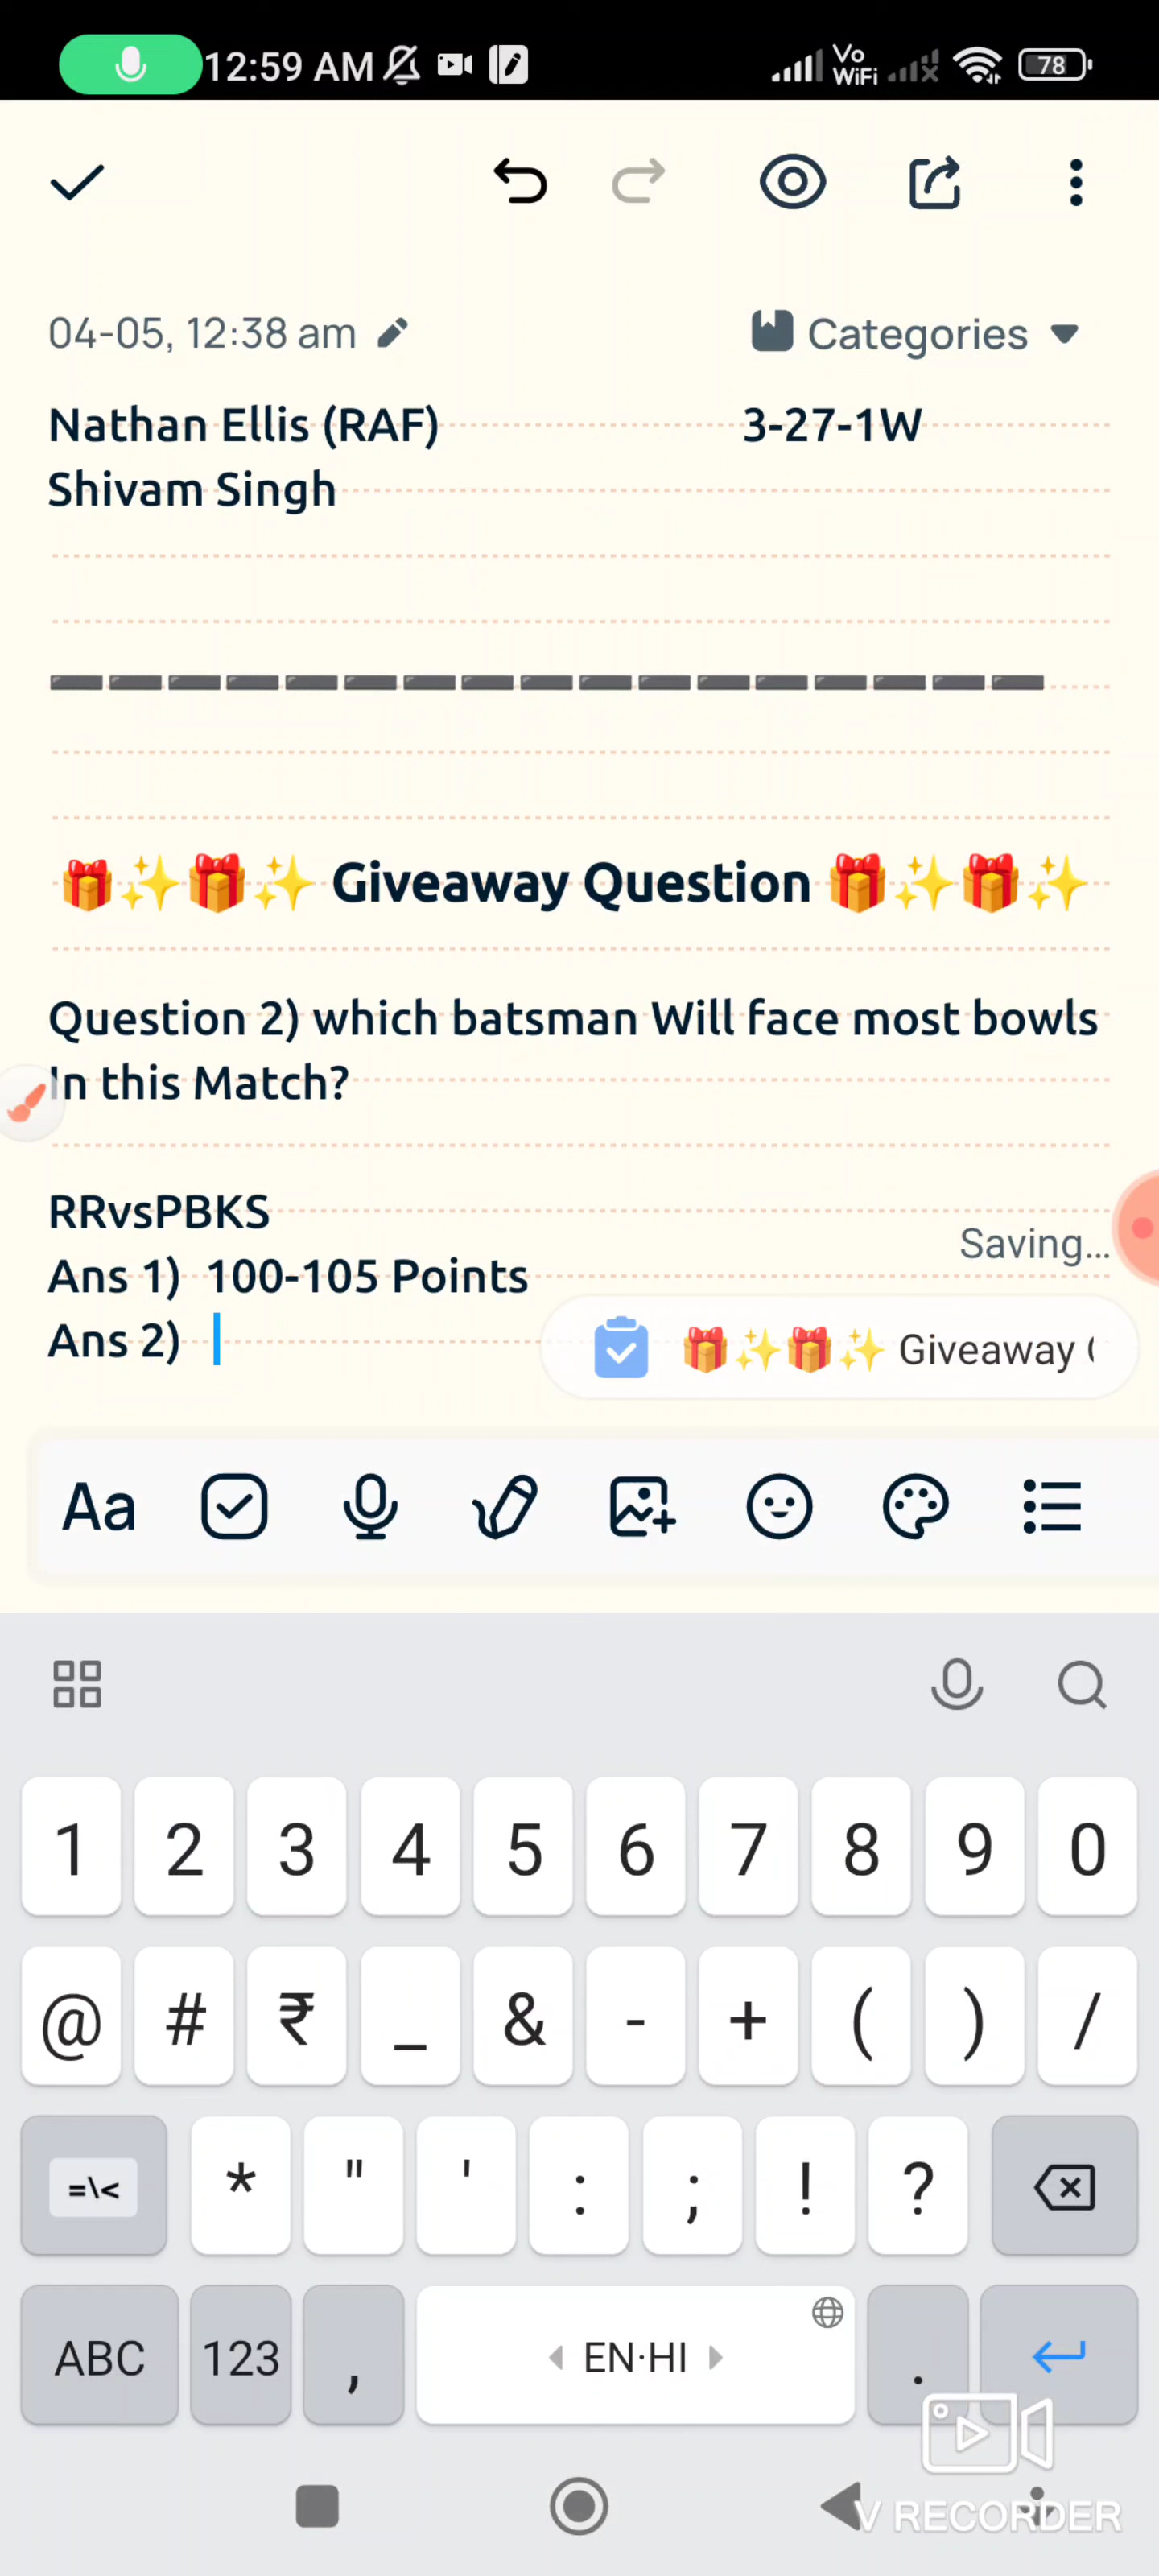 12:59 AM Vo WiFi 78
04-05, 12:38 am Categories
Nathan Ellis (RAF) 3-27-1W
Shivam Singh
🎁✨🎁✨ Giveaway Question 🎁✨🎁✨
Question 2) which batsman Will face most bowls
In this Match?
RRvsPBKS
Saving...
Ans 1) 100-105 Points
Ans 2)
🎁✨🎁✨ Giveaway
Aa
1 2 3 4 5 6 7 8 9 0
@ # ₹ _ & - + ( ) /
=\< * " ' : ; ! ?
ABC 123 , EN·HI .
V RECORDER